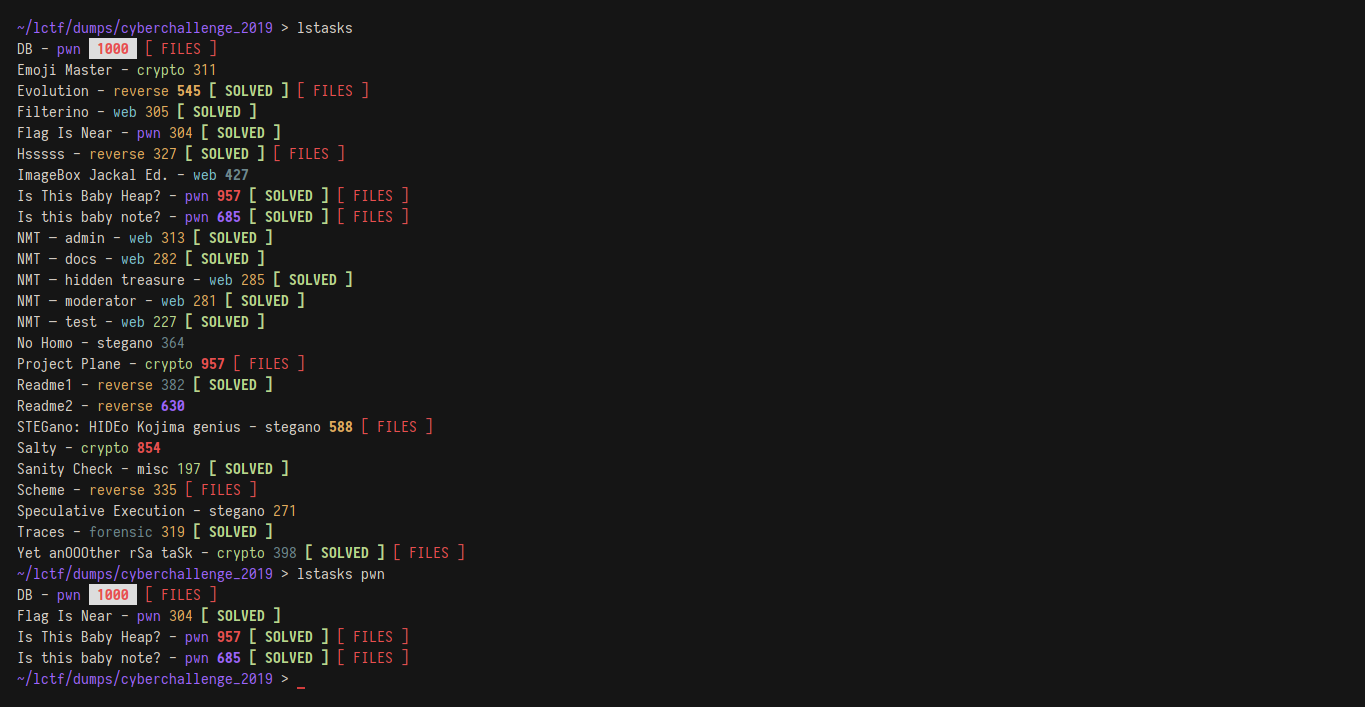 ~/lctf/dumps/cyberchallenge_2019 > lstasks
DB - pwn 1000 [ FILES ]
Emoji Master - crypto 311
Evolution - reverse 545 [ SOLVED ] [ FILES ]
Filterino - web 305 [ SOLVED ]
Flag Is Near - pwn 304 [ SOLVED ]
Hsssss - reverse 327 [ SOLVED ] [ FILES ]
ImageBox Jackal Ed. - web 427
Is This Baby Heap? - pwn 957 [ SOLVED ] [ FILES ]
Is this baby note? - pwn 685 [ SOLVED ] [ FILES ]
NMT — admin - web 313 [ SOLVED ]
NMT — docs - web 282 [ SOLVED ]
NMT — hidden treasure - web 285 [ SOLVED ]
NMT — moderator - web 281 [ SOLVED ]
NMT — test - web 227 [ SOLVED ]
No Homo - stegano 364
Project Plane - crypto 957 [ FILES ]
Readme1 - reverse 382 [ SOLVED ]
Readme2 - reverse 630
STEGano: HIDEo Kojima genius - stegano 588 [ FILES ]
Salty - crypto 854
Sanity Check - misc 197 [ SOLVED ]
Scheme - reverse 335 [ FILES ]
Speculative Execution - stegano 271
Traces - forensic 319 [ SOLVED ]
Yet anOOOther rSa taSk - crypto 398 [ SOLVED ] [ FILES ]
~/lctf/dumps/cyberchallenge_2019 > lstasks pwn
DB - pwn 1000 [ FILES ]
Flag Is Near - pwn 304 [ SOLVED ]
Is This Baby Heap? - pwn 957 [ SOLVED ] [ FILES ]
Is this baby note? - pwn 685 [ SOLVED ] [ FILES ]
~/lctf/dumps/cyberchallenge_2019 > _